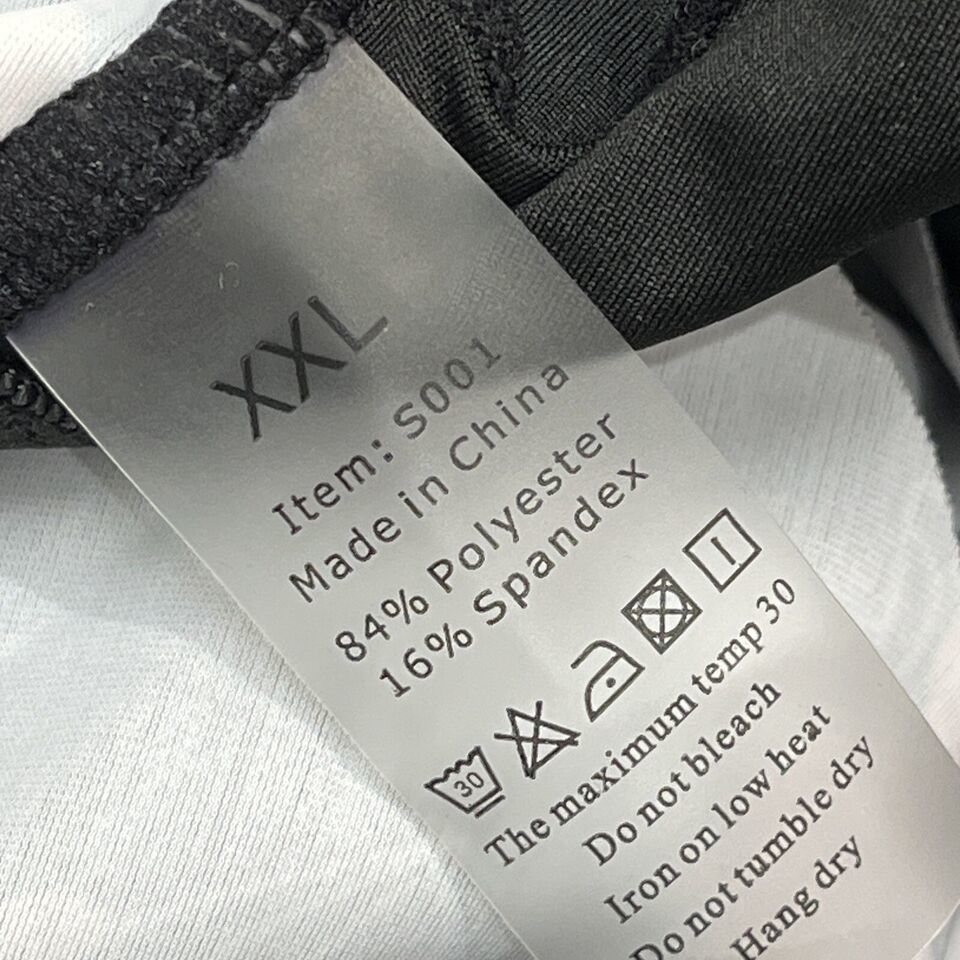 XXL
Item: S001
Made in China
84% Polyester
16% Spandex
30
The maximum temp 30
Do not bleach
Iron on low heat
Do not tumble dry
Hang dry